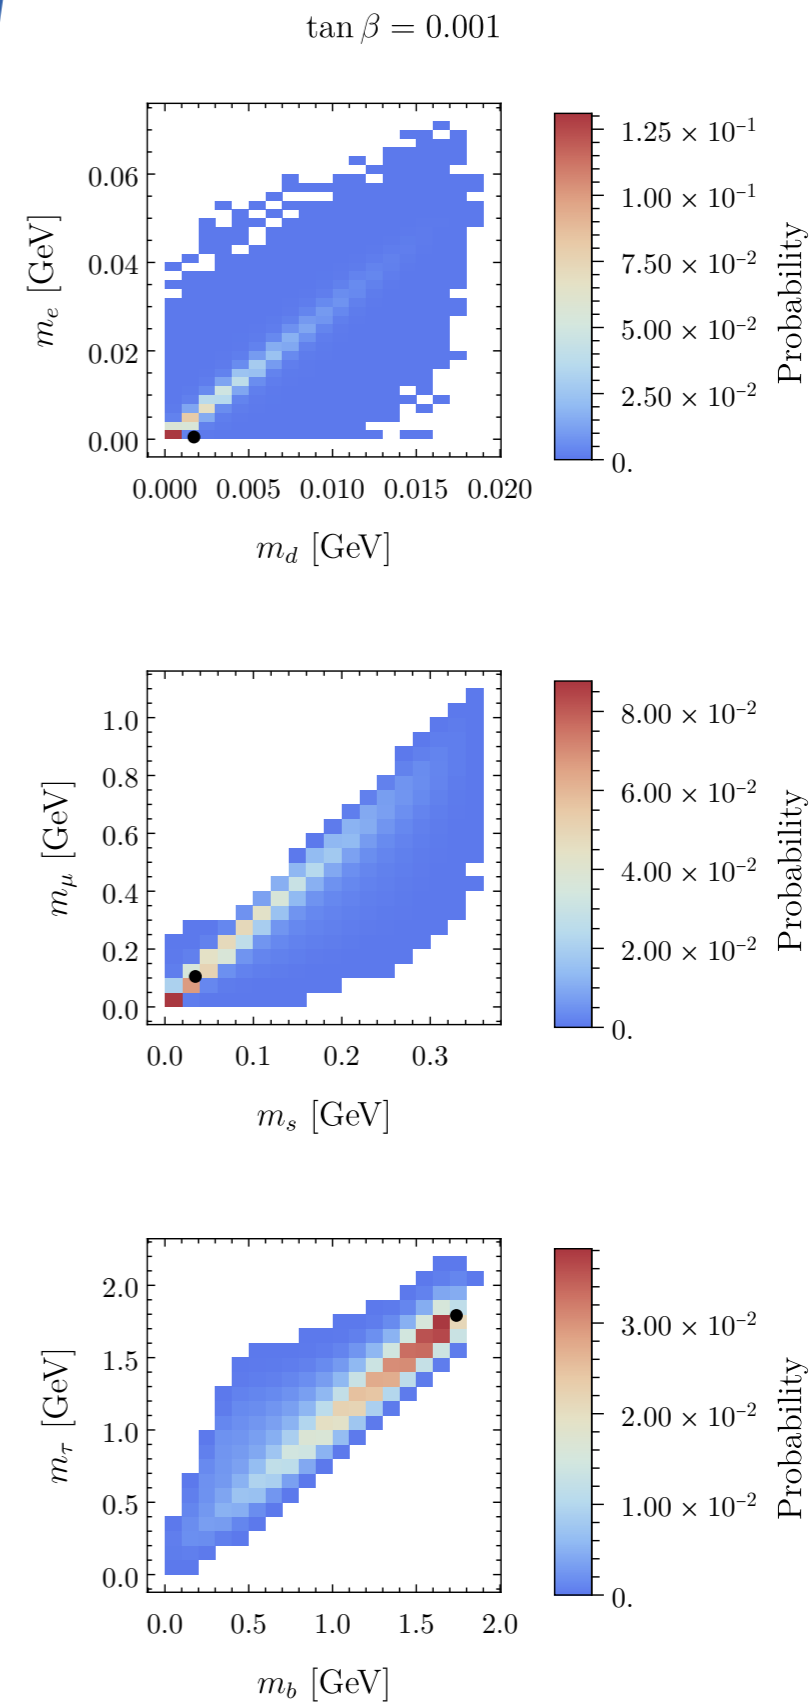 tan β = 0.001
0.06
0.04
0.02
0.00
m_e [GeV]
0.000 0.005 0.010 0.015 0.020
m_d [GeV]
1.25 × 10⁻¹
1.00 × 10⁻¹
7.50 × 10⁻²
5.00 × 10⁻²
2.50 × 10⁻²
0.
Probability
1.0
0.8
0.6
0.4
0.2
0.0
m_μ [GeV]
0.0 0.1 0.2 0.3
m_s [GeV]
8.00 × 10⁻²
6.00 × 10⁻²
4.00 × 10⁻²
2.00 × 10⁻²
0.
Probability
2.0
1.5
1.0
0.5
0.0
m_τ [GeV]
0.0 0.5 1.0 1.5 2.0
m_b [GeV]
3.00 × 10⁻²
2.00 × 10⁻²
1.00 × 10⁻²
0.
Probability